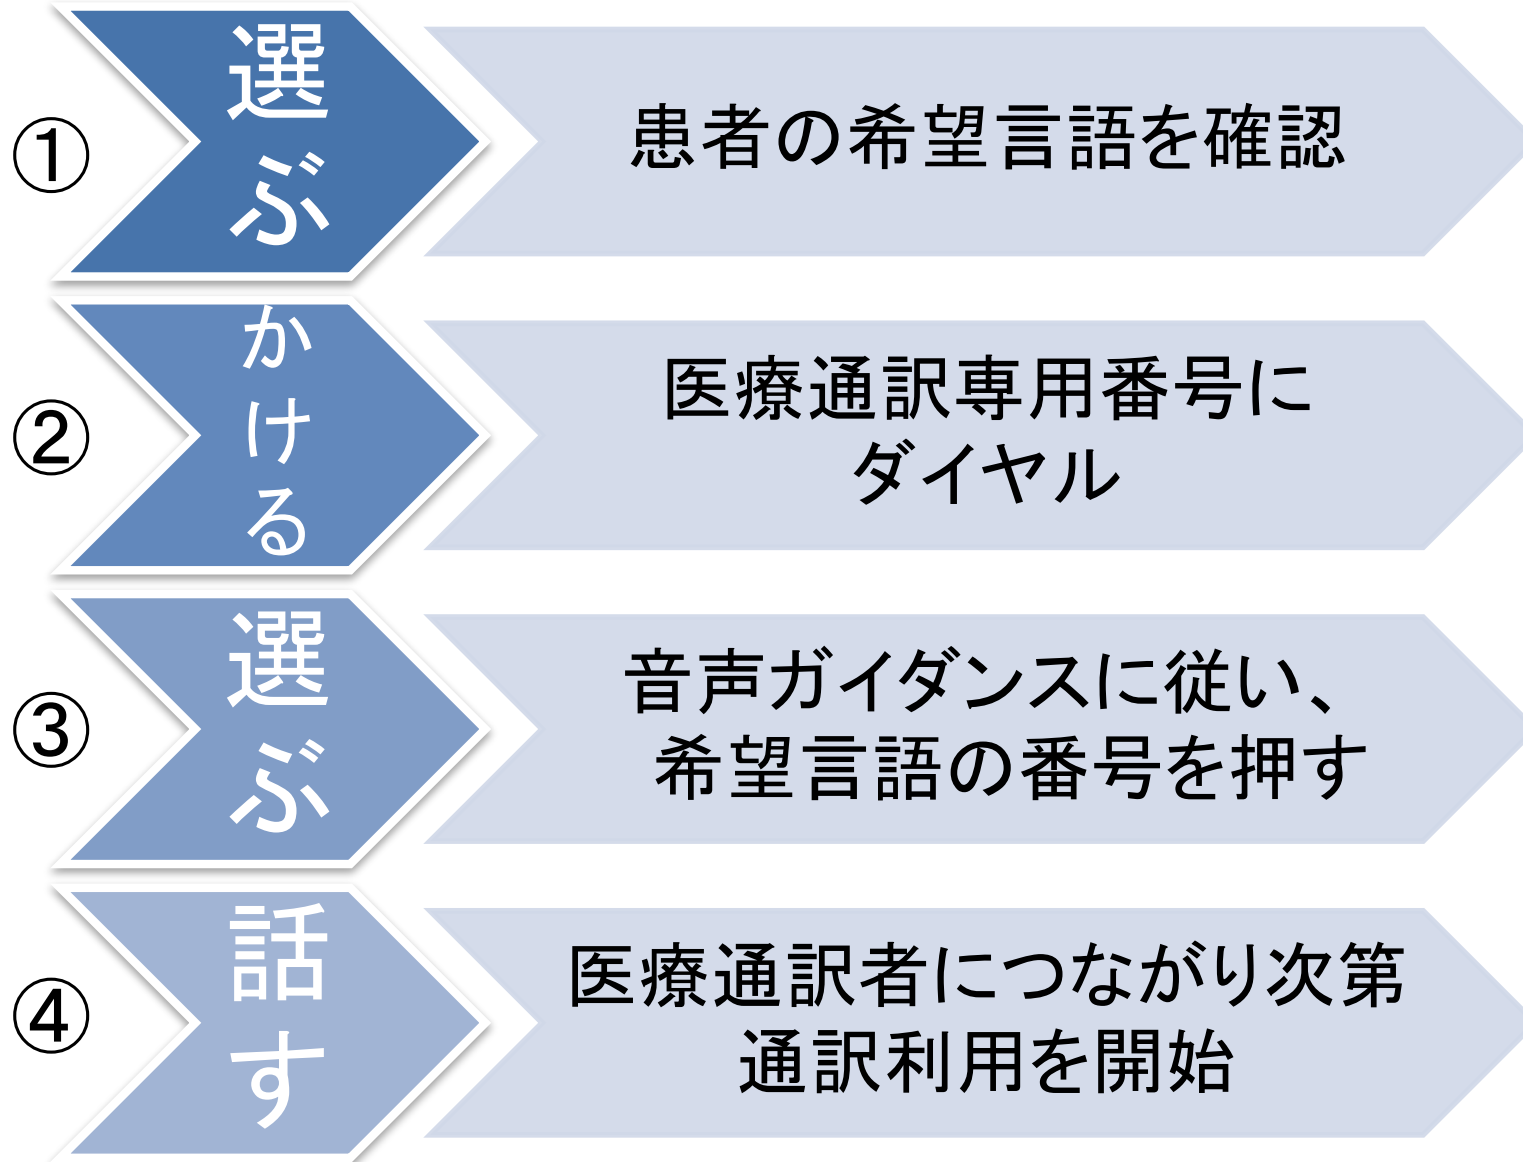 ①
選ぶ
患者の希望言語を確認
②
かける
医療通訳専用番号に
ダイヤル
③
選ぶ
音声ガイダンスに従い、
希望言語の番号を押す
④
話す
医療通訳者につながり次第
通訳利用を開始